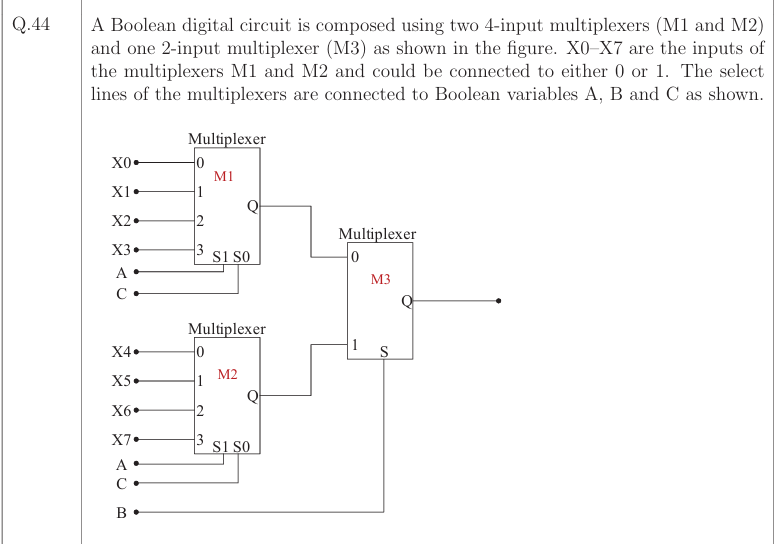 Q.44
A Boolean digital circuit is composed using two 4-input multiplexers (M1 and M2)
and one 2-input multiplexer (M3) as shown in the figure. X0–X7 are the inputs of
the multiplexers M1 and M2 and could be connected to either 0 or 1. The select
lines of the multiplexers are connected to Boolean variables A, B and C as shown.
Multiplexer
X0 0
M1
X1 1
Q
X2 2
X3 3 S1 S0
A
C
Multiplexer
0
M3
Q
1
S
Multiplexer
X4 0
M2
X5 1
Q
X6 2
X7 3 S1 S0
A
C
B